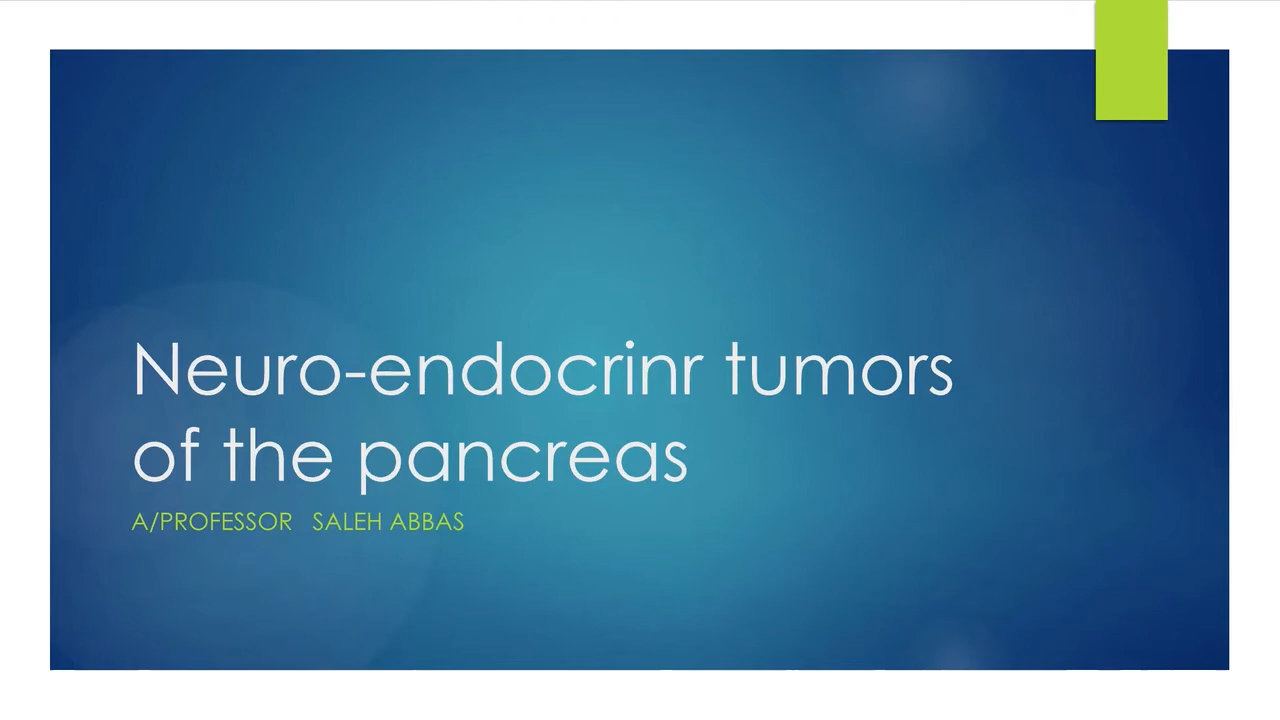 Neuro-endocrinr tumors
of the pancreas
A/PROFESSOR SALEH ABBAS